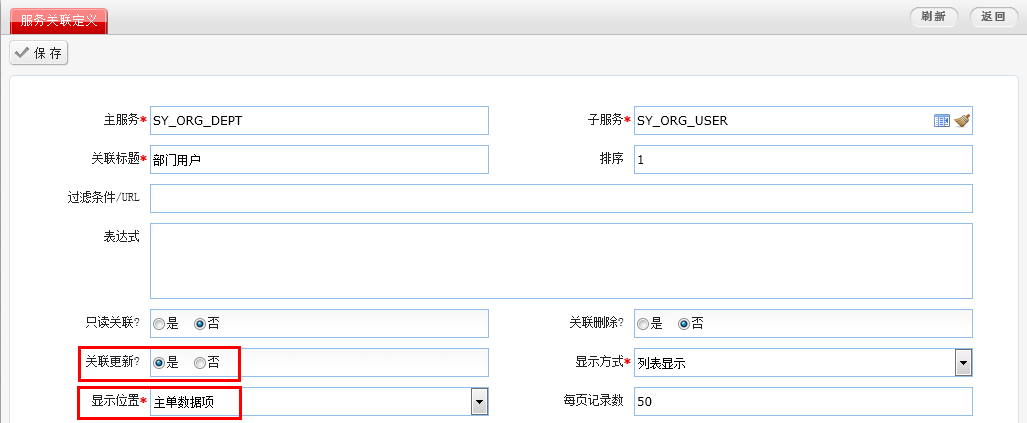 服务关联定义 刷新 返回
保存
主服务* SY_ORG_DEPT 子服务* SY_ORG_USER
关联标题* 部门用户 排序 1
过滤条件/URL
表达式
只读关联? 是 否 关联删除? 是 否
关联更新? 是 否 显示方式* 列表显示
显示位置* 主单数据项 每页记录数 50